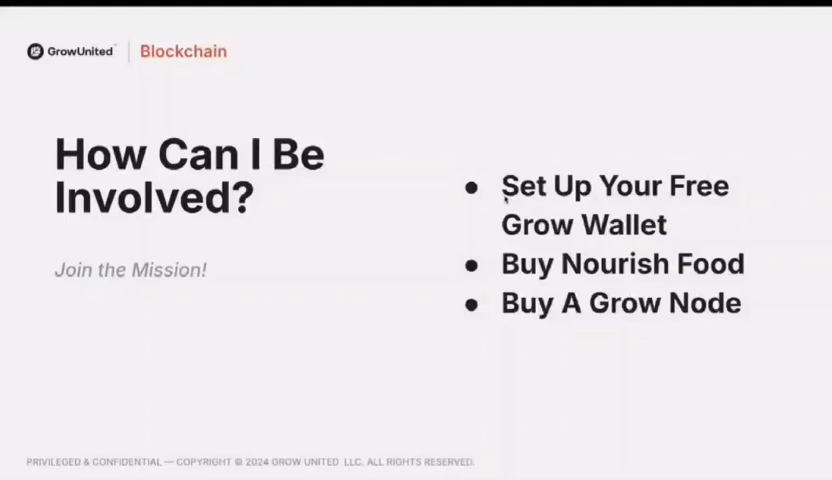 GrowUnited
Blockchain
How Can I Be
Involved?
Join the Mission!
● Set Up Your Free
Grow Wallet
● Buy Nourish Food
● Buy A Grow Node
PRIVILEGED & CONFIDENTIAL — COPYRIGHT © 2024 GROW UNITED LLC. ALL RIGHTS RESERVED.